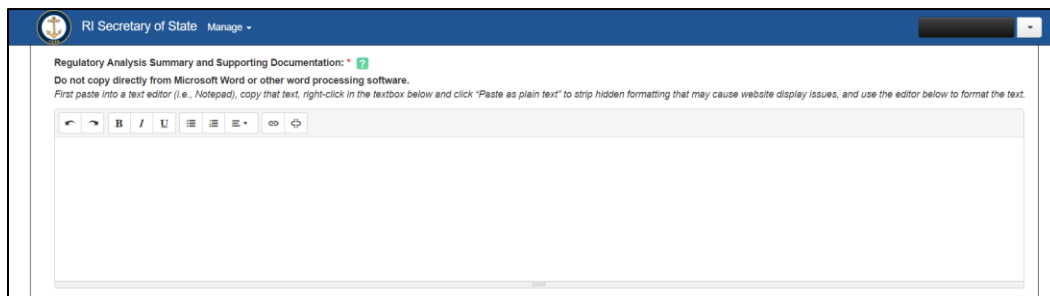 RI Secretary of State Manage
Regulatory Analysis Summary and Supporting Documentation: * ?
Do not copy directly from Microsoft Word or other word processing software.
First paste into a text editor (i.e., Notepad), copy that text, right-click in the textbox below and click “Paste as plain text” to strip hidden formatting that may cause website display issues, and use the editor below to format the text.
B I U